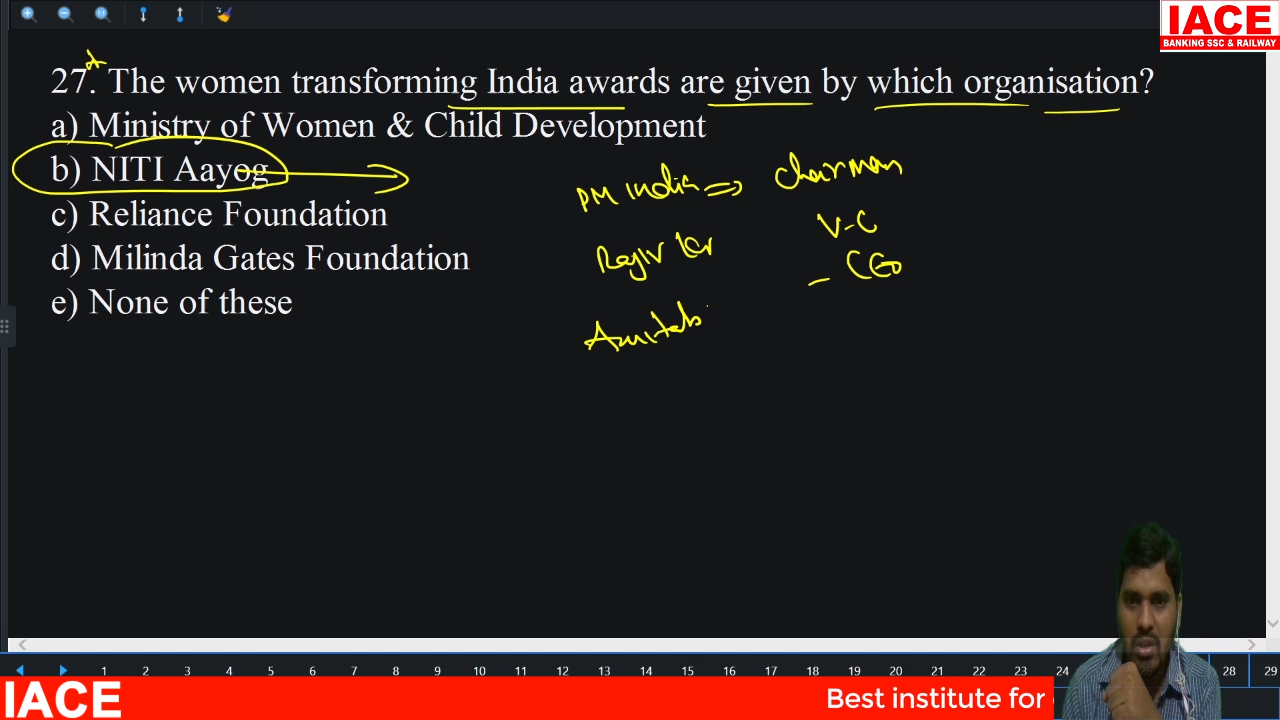 IACE
BANKING SSC & RAILWAY
27. The women transforming India awards are given by which organisation?
a) Ministry of Women & Child Development
b) NITI Aayog
c) Reliance Foundation
d) Milinda Gates Foundation
e) None of these
PM India => Chairman
V-C
Rajiv
- CEO
Amitab
1 2 3 4 5 6 7 8 9 10 11 12 13 14 15 16 17 18 19 20 21 22 23 24 28 29
IACE
Best institute for